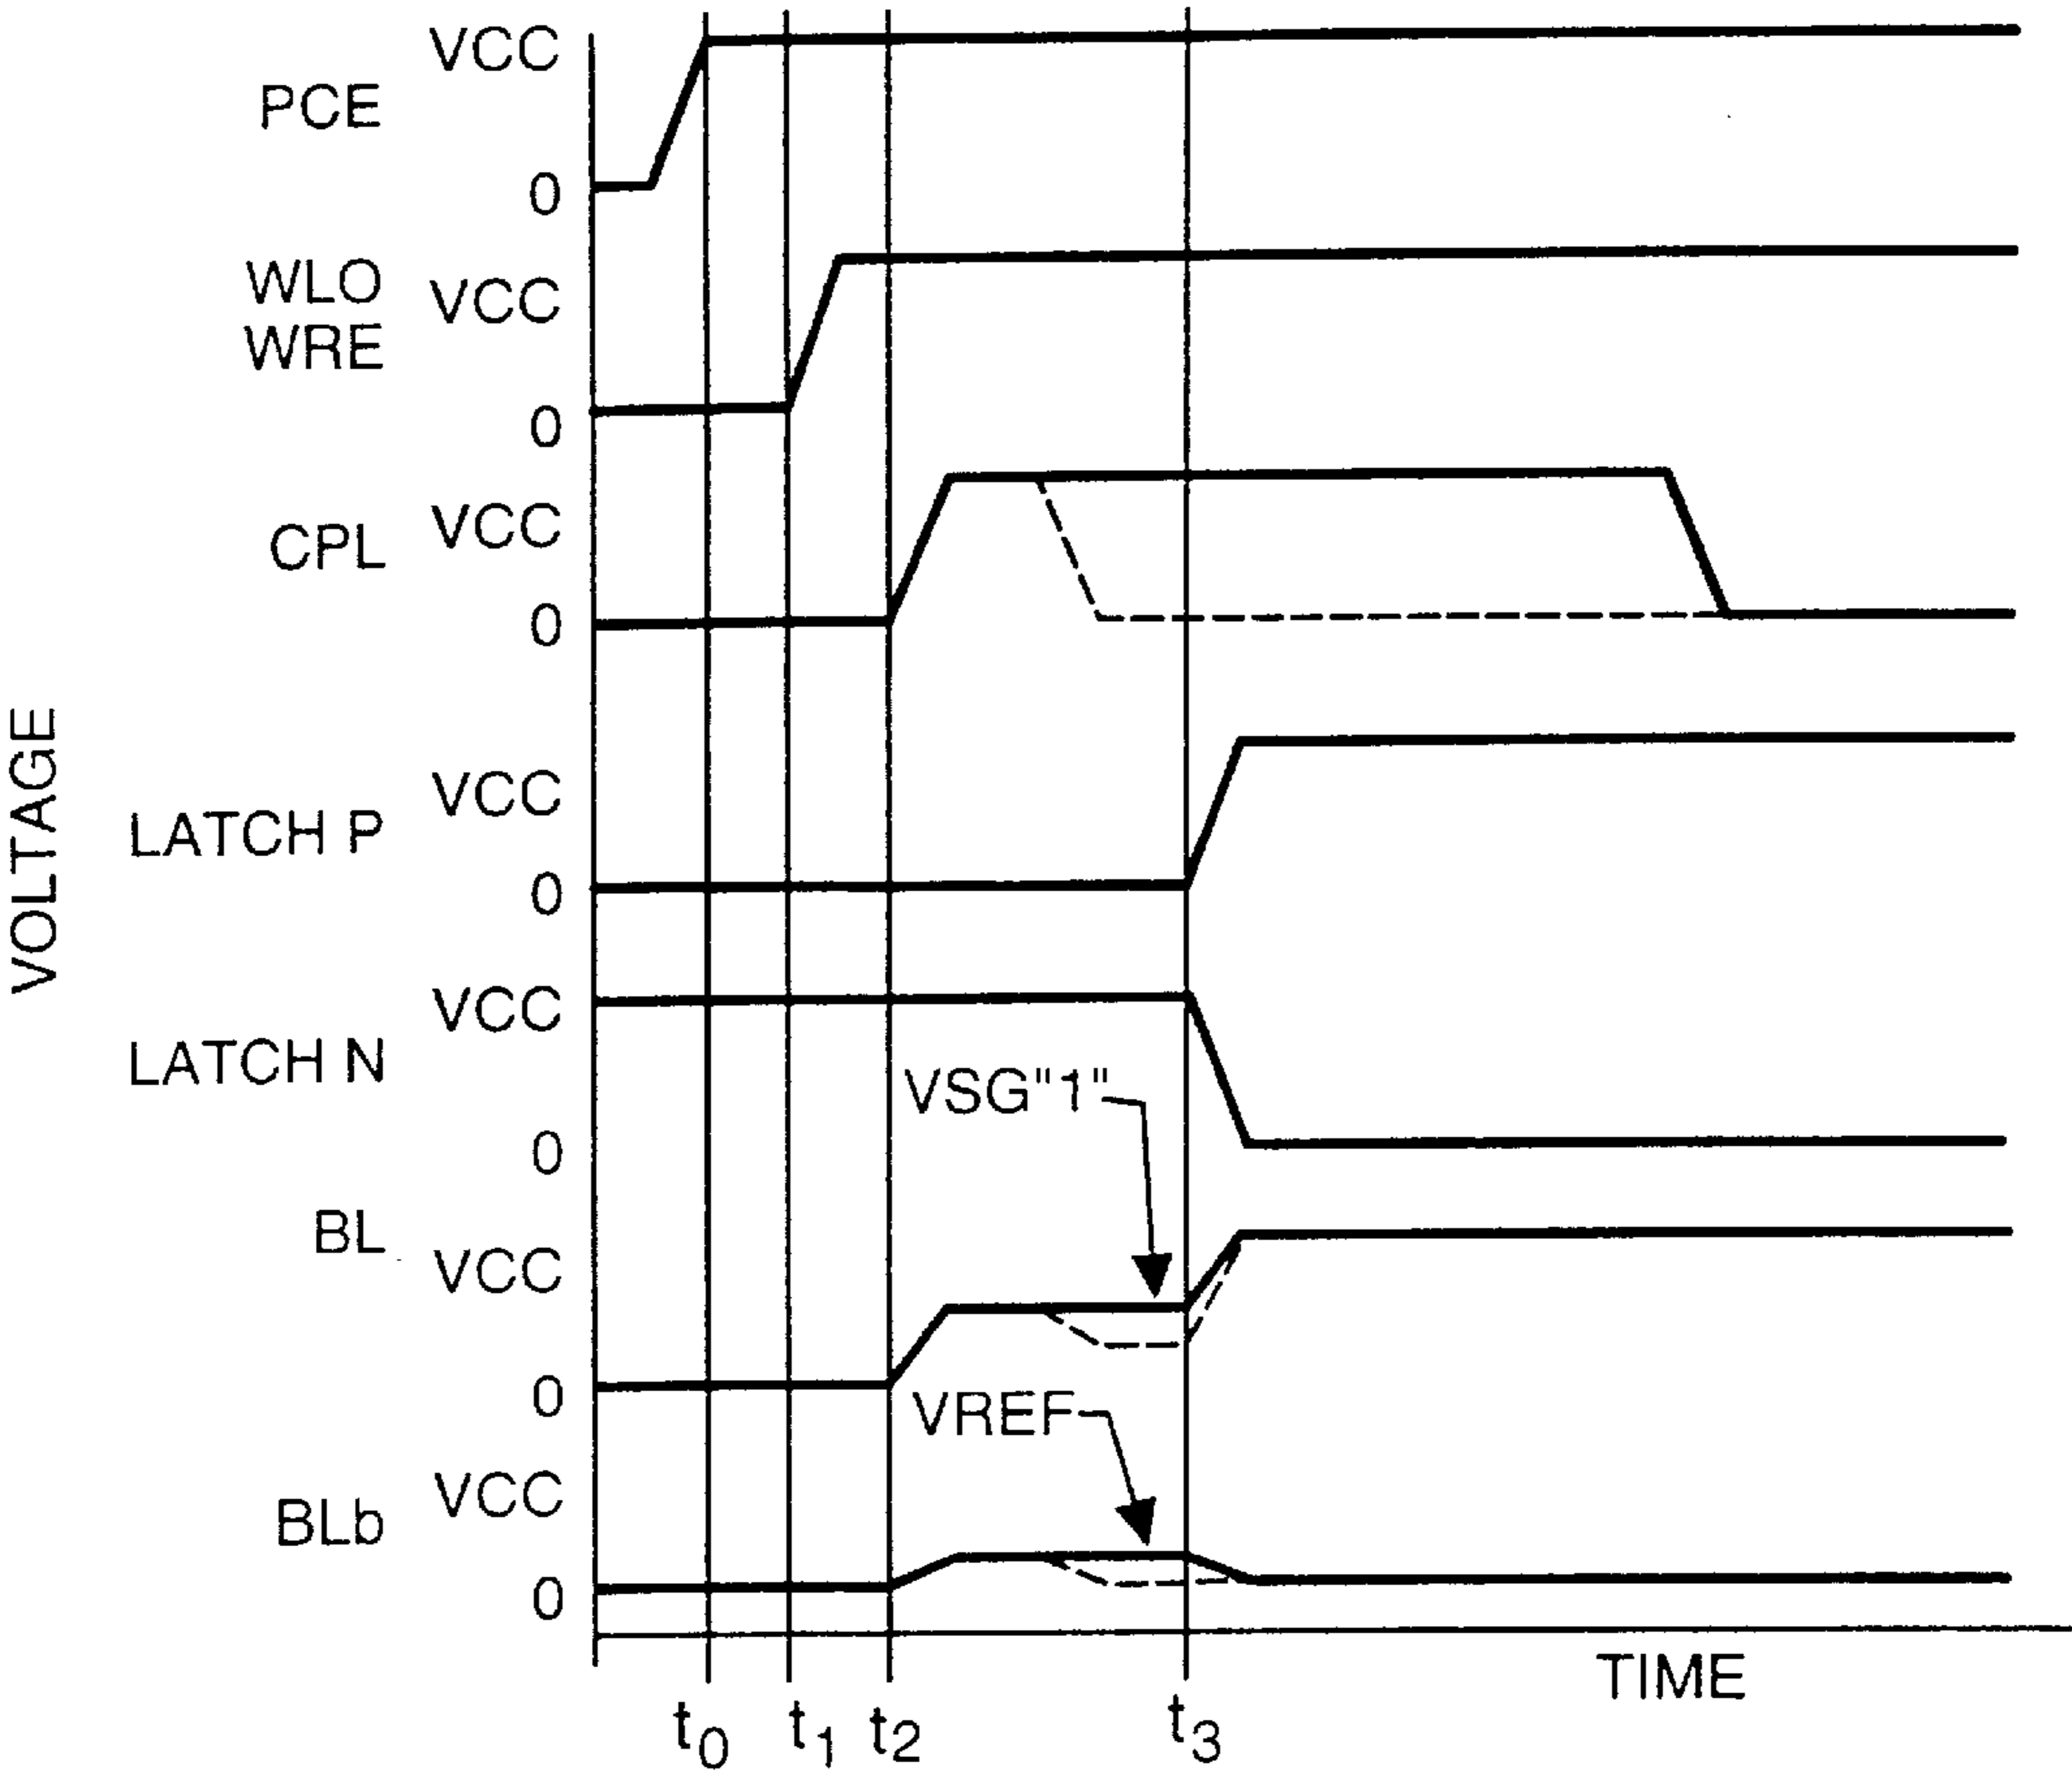 VCC
PCE
0
WLO
VCC
WRE
0
VCC
CPL
0
VOLTAGE
VCC
LATCH P
0
VCC
LATCH N
VSG"1"
0
BL
VCC
0
VREF
VCC
BLb
0
TIME
t0 t1 t2 t3